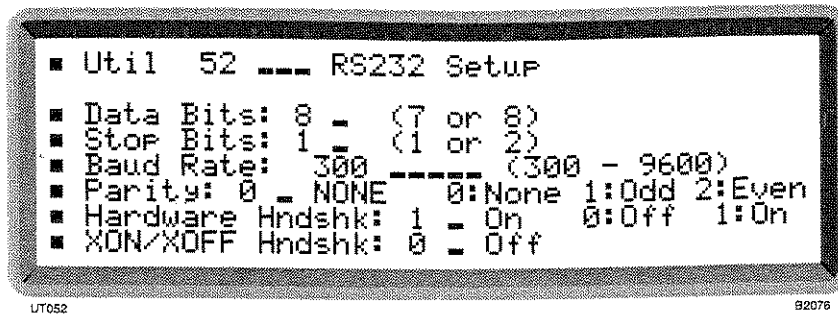 ▪ Util 52 ___ RS232 Setup
▪ Data Bits: 8 _ (7 or 8)
▪ Stop Bits: 1 _ (1 or 2)
▪ Baud Rate: 300 _____ (300 - 9600)
▪ Parity: 0 _ NONE 0:None 1:Odd 2:Even
▪ Hardware Hndshk: 1 _ On 0:Off 1:On
▪ XON/XOFF Hndshk: 0 _ Off
UT052 92076